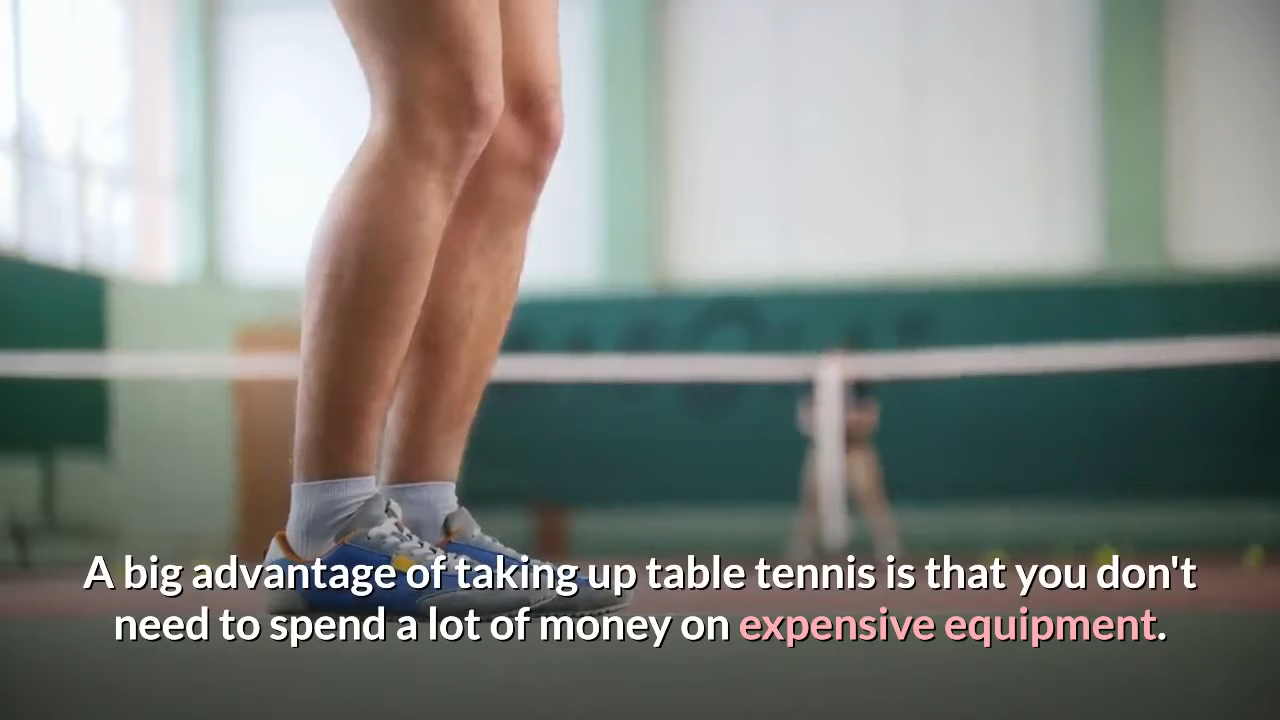 A big advantage of taking up table tennis is that you don't
need to spend a lot of money on expensive equipment.